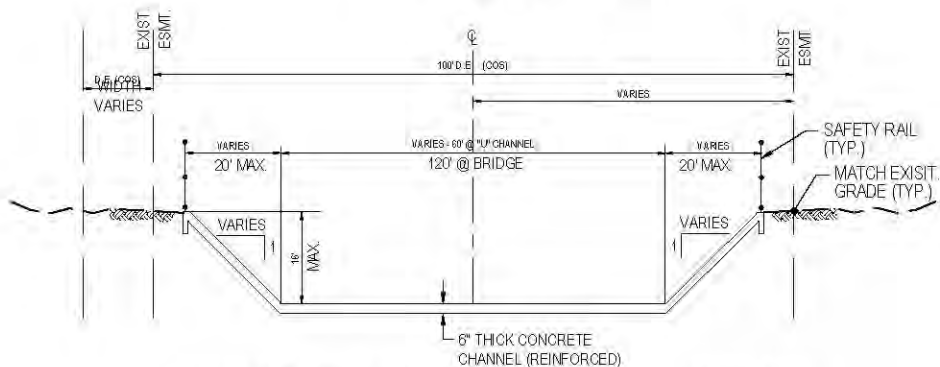 EXIST
ESMT.
℄
EXIST
ESMT.
100' D.E. (COS)
D.E. (COS)
WIDTH
VARIES
VARIES
SAFETY RAIL
(TYP.)
VARIES
20' MAX.
VARIES - 60' @ "U" CHANNEL
120' @ BRIDGE
VARIES
20' MAX.
MATCH EXISIT.
GRADE (TYP.)
VARIES
1
16'
MAX.
VARIES
1
6" THICK CONCRETE
CHANNEL (REINFORCED)